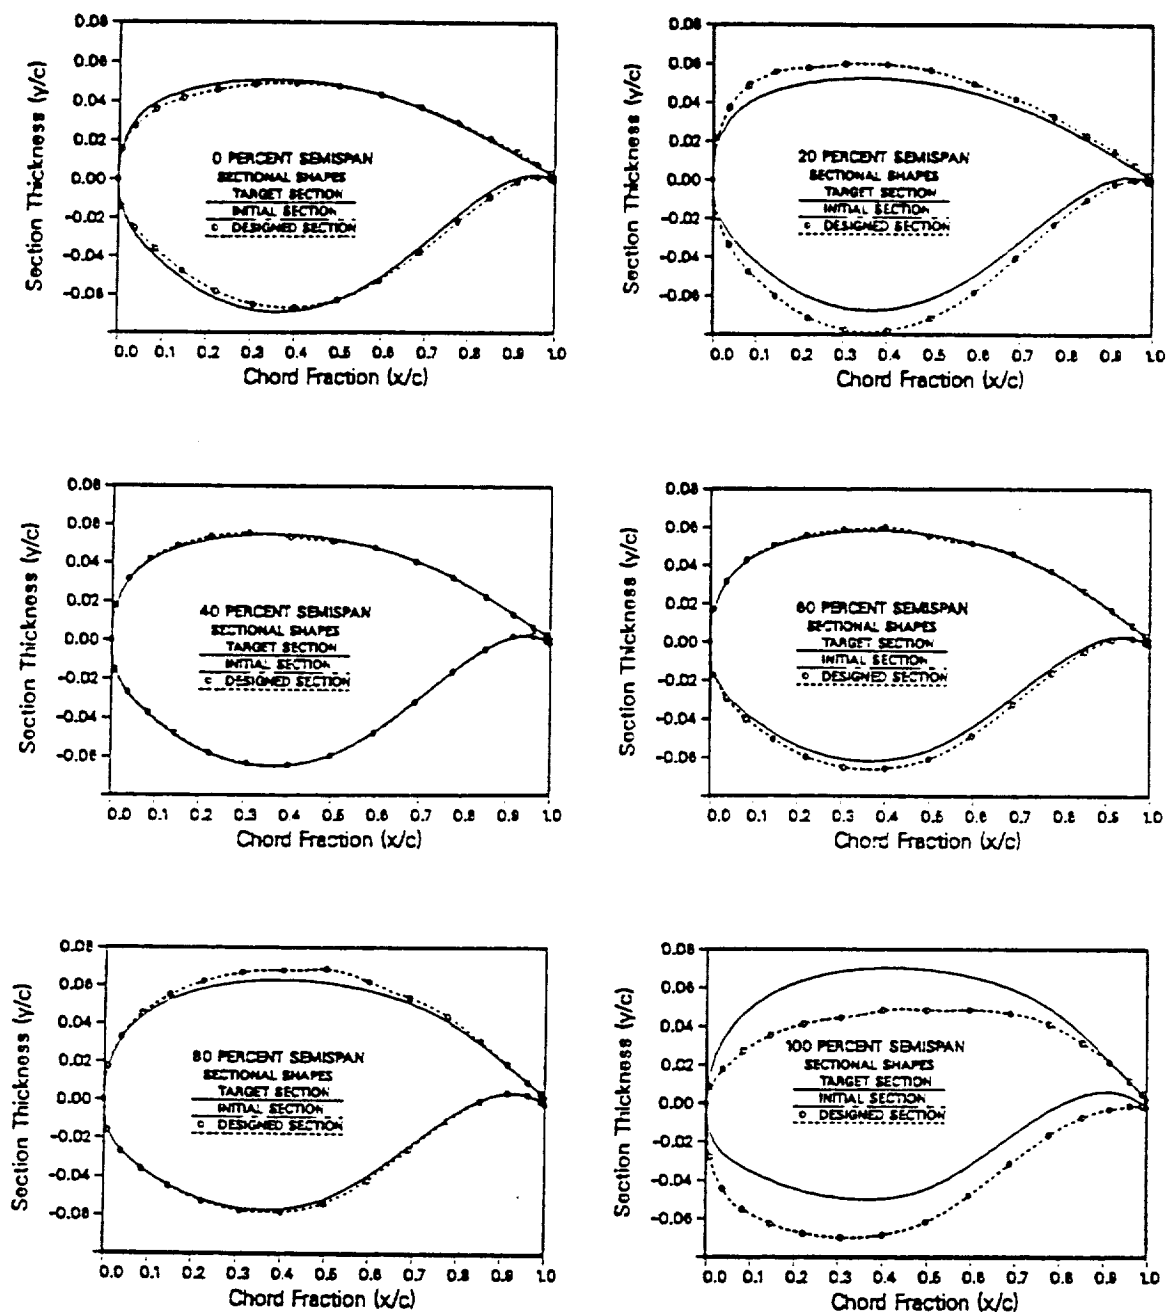 0.08
0.06
0.04
0.02
0.00
-0.02
-0.04
-0.06
Section Thickness (y/c)
0 PERCENT SEMISPAN
SECTIONAL SHAPES
TARGET SECTION
INITIAL SECTION
DESIGNED SECTION
0.0 0.1 0.2 0.3 0.4 0.5 0.6 0.7 0.8 0.9 1.0
Chord Fraction (x/c)
0.08
0.06
0.04
0.02
0.00
-0.02
-0.04
-0.06
Section Thickness (y/c)
20 PERCENT SEMISPAN
SECTIONAL SHAPES
TARGET SECTION
INITIAL SECTION
DESIGNED SECTION
0.0 0.1 0.2 0.3 0.4 0.5 0.6 0.7 0.8 0.9 1.0
Chord Fraction (x/c)
0.08
0.06
0.04
0.02
0.00
-0.02
-0.04
-0.06
Section Thickness (y/c)
40 PERCENT SEMISPAN
SECTIONAL SHAPES
TARGET SECTION
INITIAL SECTION
DESIGNED SECTION
0.0 0.1 0.2 0.3 0.4 0.5 0.6 0.7 0.8 0.9 1.0
Chord Fraction (x/c)
0.08
0.06
0.04
0.02
0.00
-0.02
-0.04
-0.06
Section Thickness (y/c)
60 PERCENT SEMISPAN
SECTIONAL SHAPES
TARGET SECTION
INITIAL SECTION
DESIGNED SECTION
0.0 0.1 0.2 0.3 0.4 0.5 0.6 0.7 0.8 0.9 1.0
Chord Fraction (x/c)
0.08
0.06
0.04
0.02
0.00
-0.02
-0.04
-0.06
Section Thickness (y/c)
80 PERCENT SEMISPAN
SECTIONAL SHAPES
TARGET SECTION
INITIAL SECTION
DESIGNED SECTION
0.0 0.1 0.2 0.3 0.4 0.5 0.6 0.7 0.8 0.9 1.0
Chord Fraction (x/c)
0.08
0.06
0.04
0.02
0.00
-0.02
-0.04
-0.06
Section Thickness (y/c)
100 PERCENT SEMISPAN
SECTIONAL SHAPES
TARGET SECTION
INITIAL SECTION
DESIGNED SECTION
0.0 0.1 0.2 0.3 0.4 0.5 0.6 0.7 0.8 0.9 1.0
Chord Fraction (x/c)